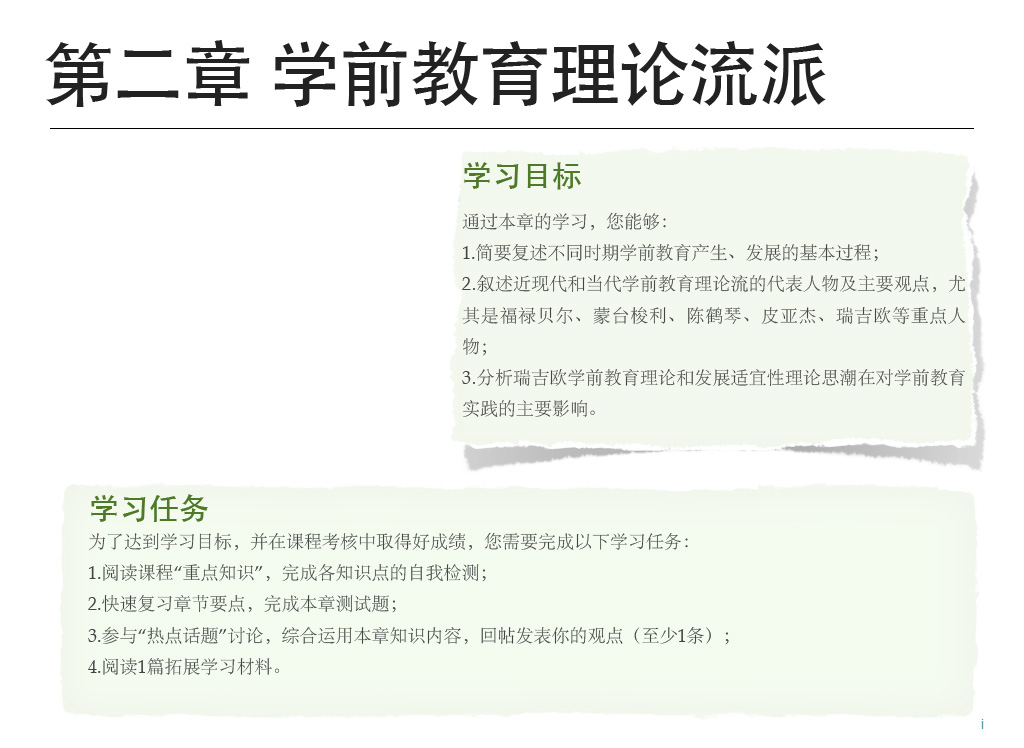 第二章 学前教育理论流派
学习目标
通过本章的学习，您能够：
1.简要复述不同时期学前教育产生、发展的基本过程；
2.叙述近现代和当代学前教育理论流的代表人物及主要观点，尤
其是福禄贝尔、蒙台梭利、陈鹤琴、皮亚杰、瑞吉欧等重点人
物；
3.分析瑞吉欧学前教育理论和发展适宜性理论思潮在对学前教育
实践的主要影响。
学习任务
为了达到学习目标，并在课程考核中取得好成绩，您需要完成以下学习任务：
1.阅读课程“重点知识”，完成各知识点的自我检测；
2.快速复习章节要点，完成本章测试题；
3.参与“热点话题”讨论，综合运用本章知识内容，回帖发表你的观点（至少1条）；
4.阅读1篇拓展学习材料。
i